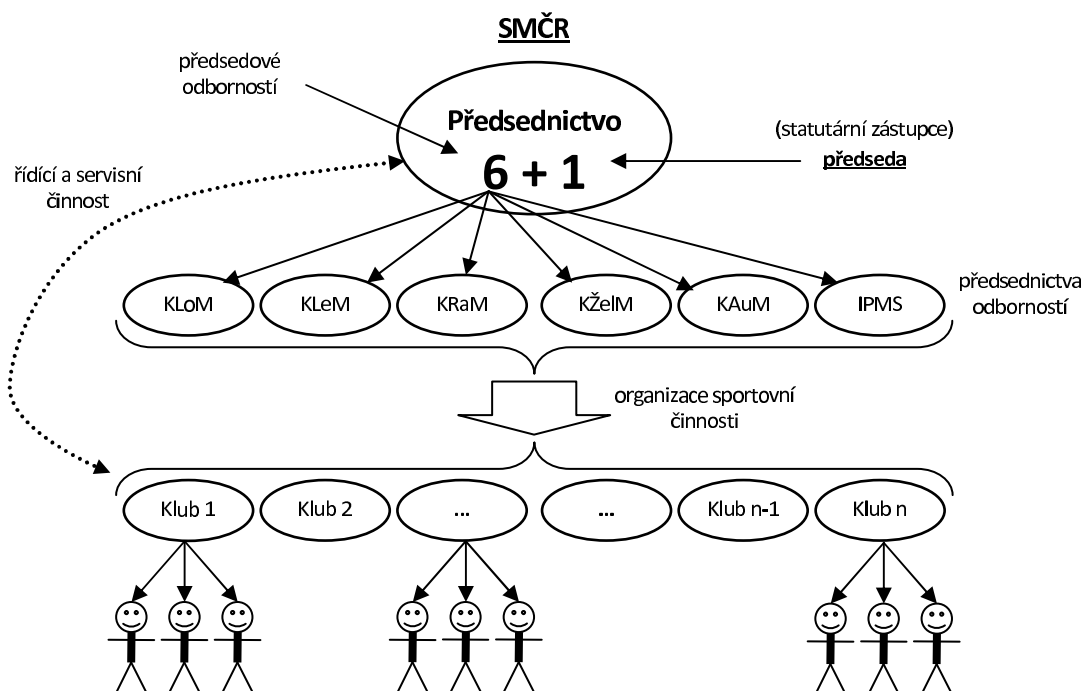 SMČR
předsedové
odborností
Předsednictvo
6 + 1
(statutární zástupce)
předseda
řídící a servisní
činnost
KLoM
KLeM
KRaM
KŽelM
KAuM
IPMS
předsednictva
odborností
organizace sportovní
činnosti
Klub 1
Klub 2
...
...
Klub n-1
Klub n